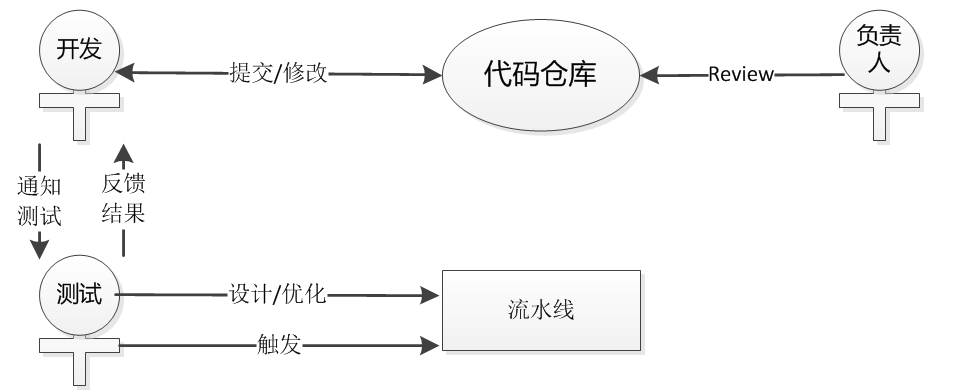 开发
提交/修改
代码仓库
Review
负责
人
通知
测试
反馈
结果
测试
设计/优化
触发
流水线